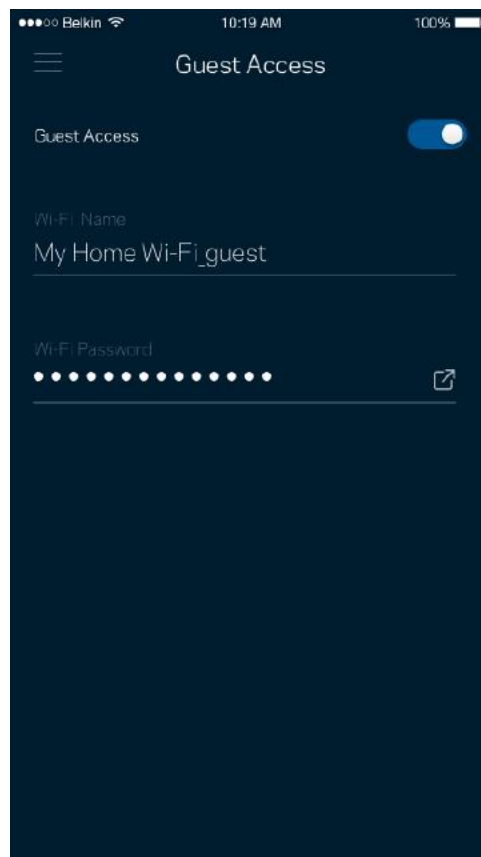 ●●●○○ Belkin 10:19 AM 100%
Guest Access
Guest Access
Wi-Fi Name
My Home Wi-Fi_guest
Wi-Fi Password
●●●●●●●●●●●●●●